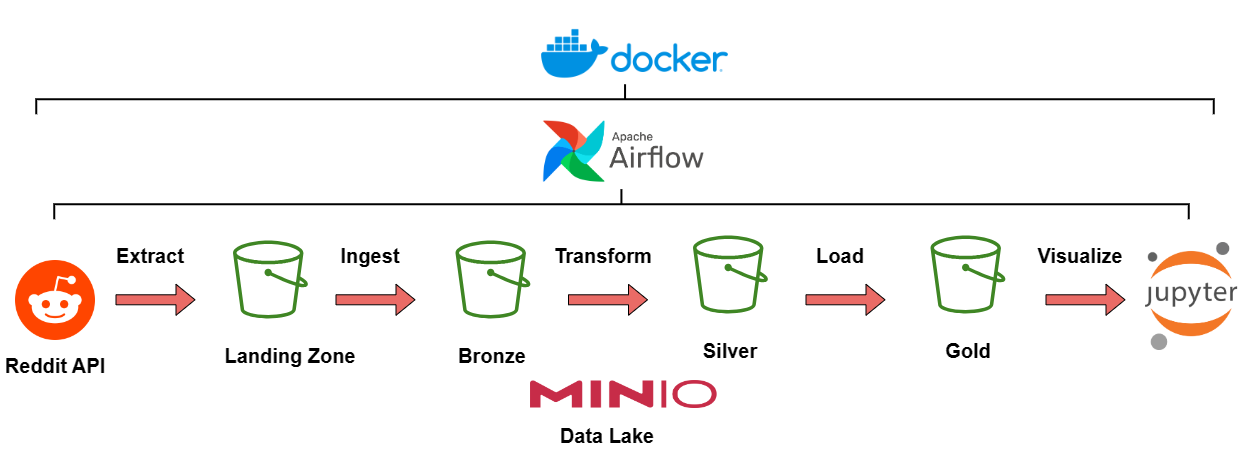 docker
Apache
Airflow
Extract
Ingest
Transform
Load
Visualize
jupyter
Reddit API
Landing Zone
Bronze
Silver
Gold
MINIO
Data Lake